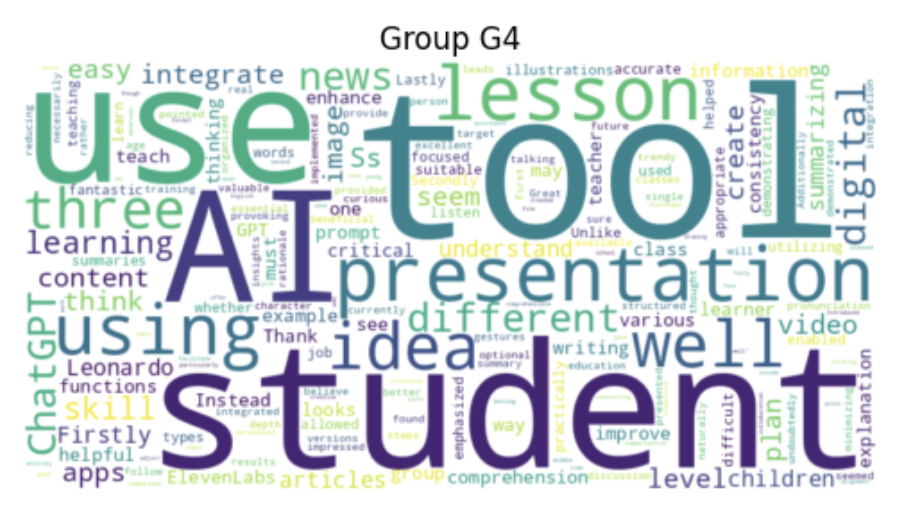 Group G4
easy integrate news Lastly illustrations accurate information
use tool lesson
enhance provide image person helped create consistency summarizing digital
necessarily reducing teaching rather learn pointed though age real
teach words thinking organized implemented Ss focused suitable
excellent target talking may first Great future teacher trendy used classes single
appropriate demonstrating Additionally demonstrated integration
fantastic training valuable three provoking essential GPT beneficial
provided curious one prompt Secondly seem listen
sure Unlike available class will utilizing
learning AI insights must rationale critical understand
summaries content think whether character example offer
presentation
currently different structured various thought learner pronunciation
ChatGPT using Thank see idea gestures well video enabled introduced
job optional summary writing education
Leonardo functions facilitate particularly student
skill Instead integrated believe looks allowed better
Firstly types depth versions impressed found steps
emphasized way practically presented improve naturally difficult plan undoubtedly minimizing explanation
helpful apps follow results
ElevenLabs articles group comprehension discussion level children seemed